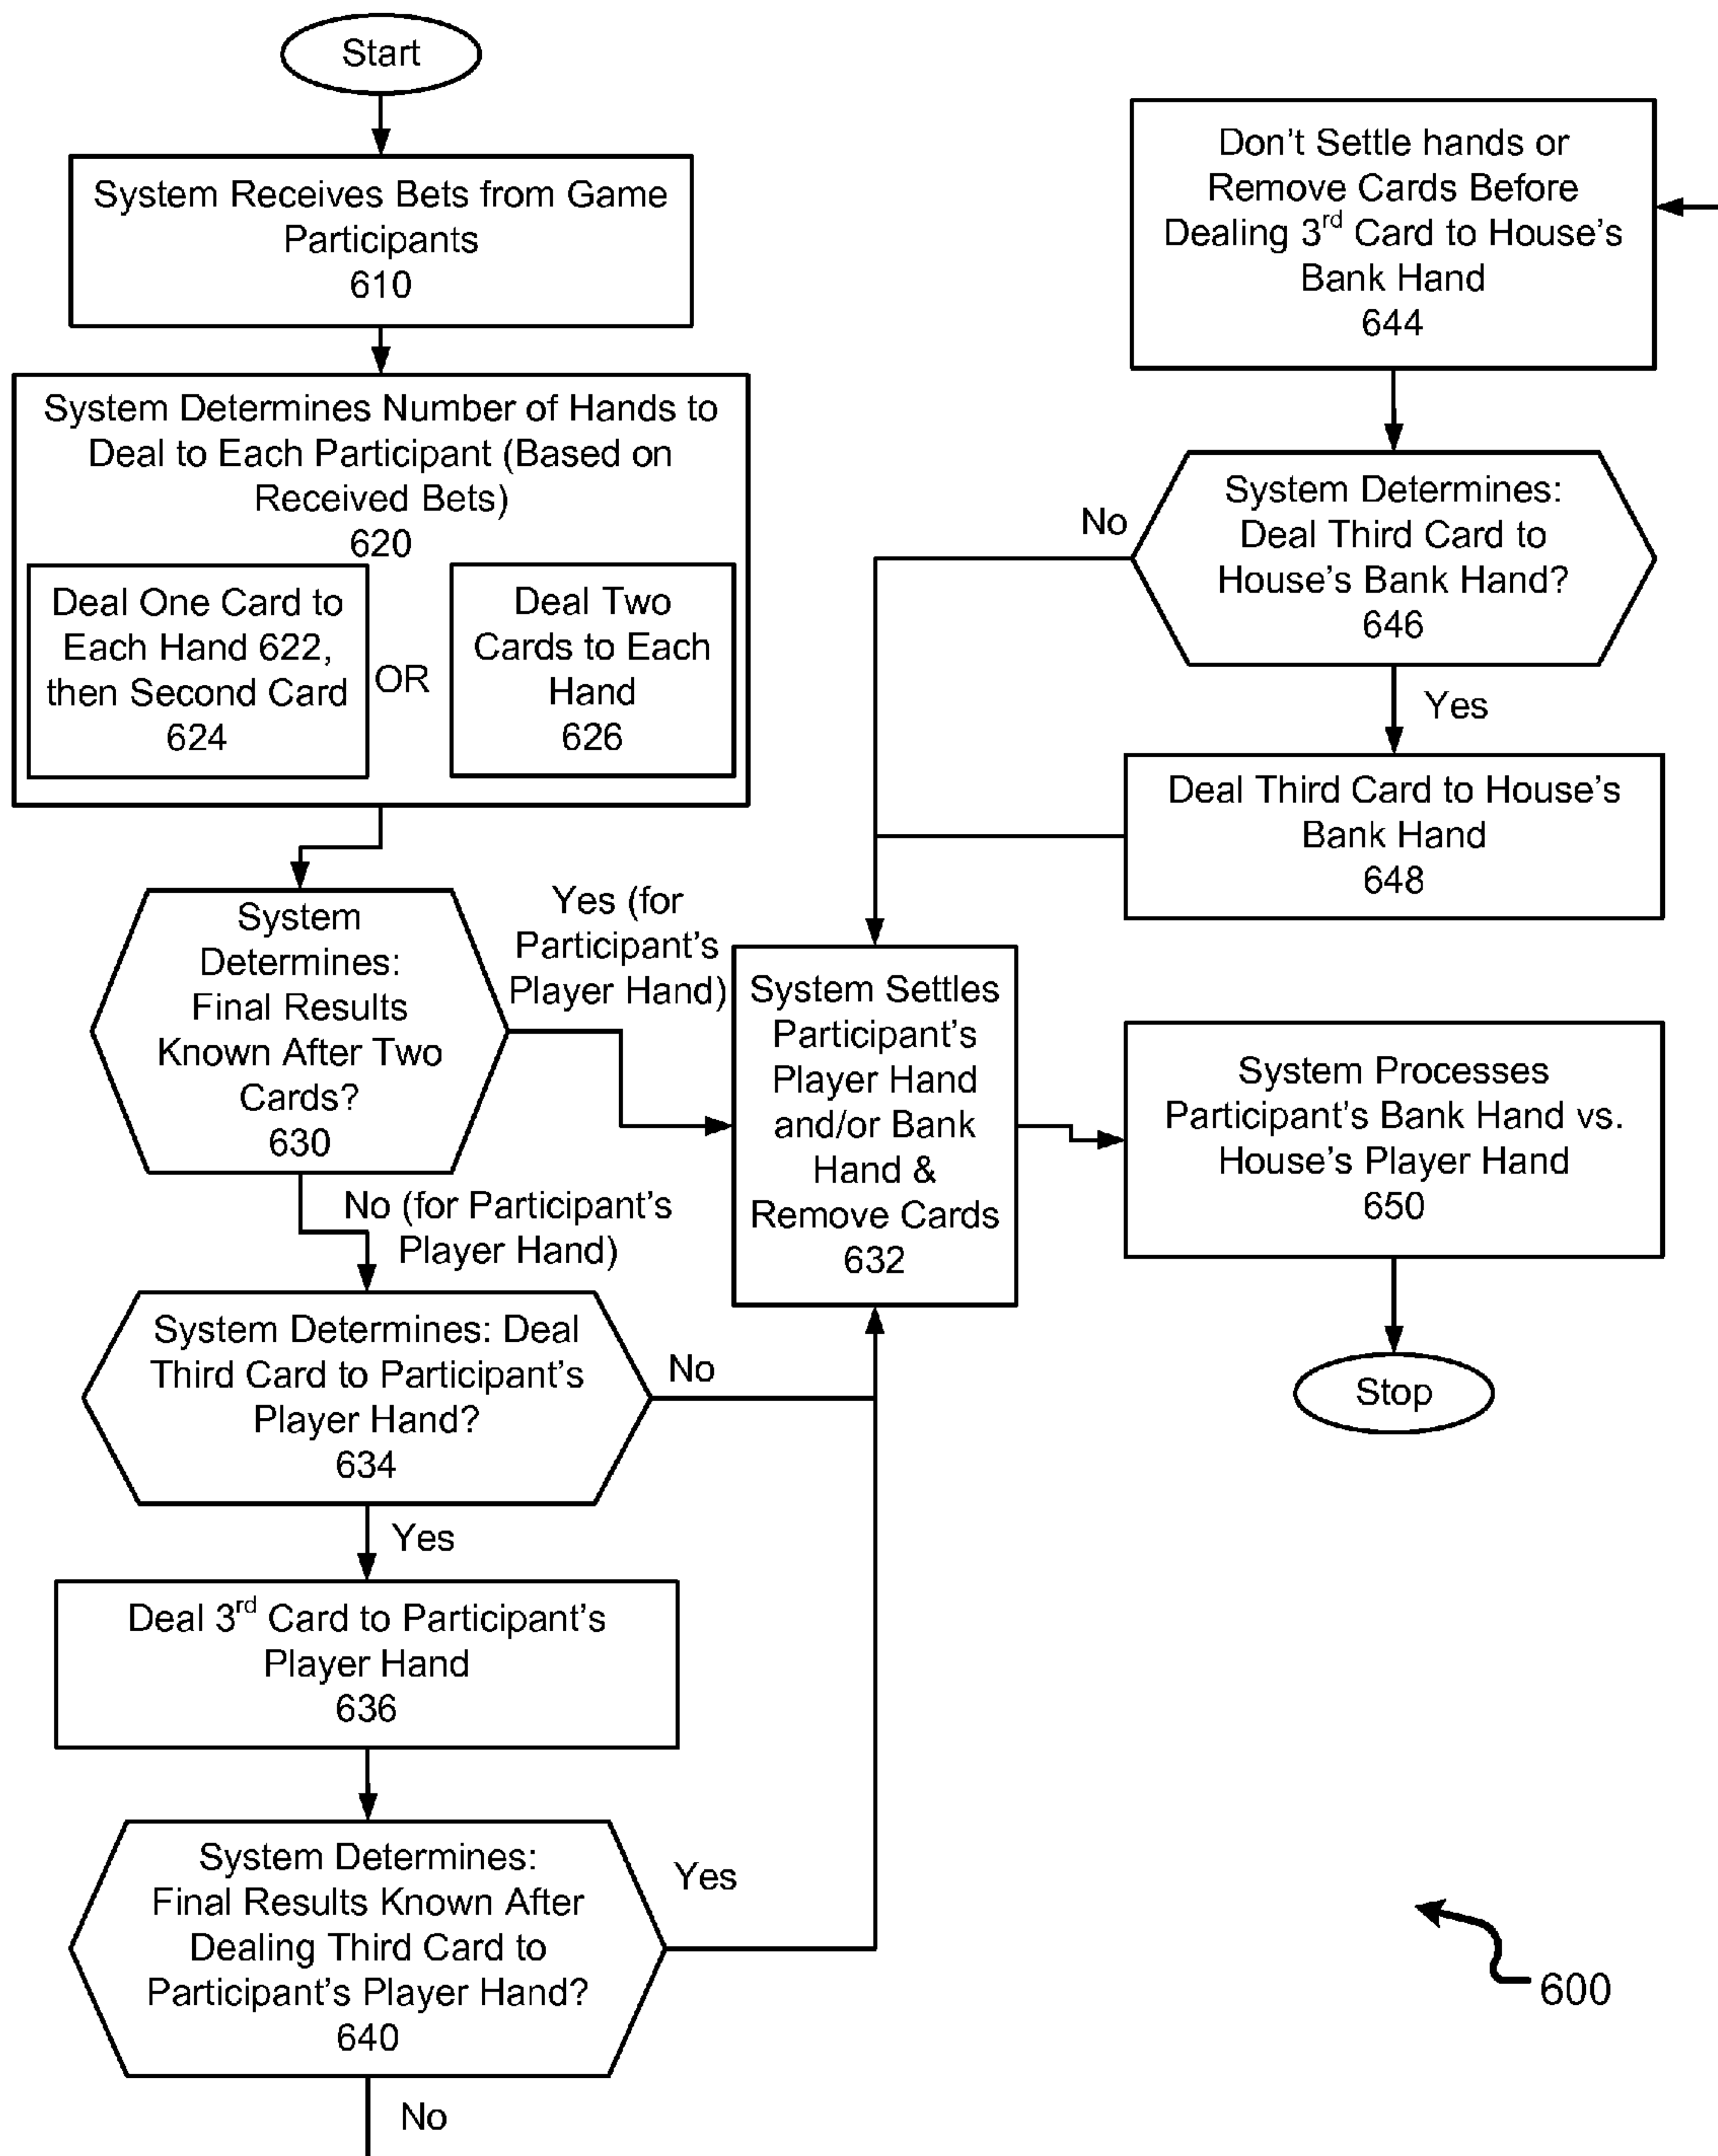 Start
System Receives Bets from Game
Participants
610
System Determines Number of Hands to
Deal to Each Participant (Based on
Received Bets)
620
Deal One Card to
Each Hand 622,
then Second Card
624
OR
Deal Two
Cards to Each
Hand
626
System
Determines:
Final Results
Known After Two
Cards?
630
Yes (for
Participant's
Player Hand)
No (for Participant's
Player Hand)
System Determines: Deal
Third Card to Participant's
Player Hand?
634
No
Yes
Deal 3rd Card to Participant's
Player Hand
636
System Determines:
Final Results Known After
Dealing Third Card to
Participant's Player Hand?
640
Yes
No
Don't Settle hands or
Remove Cards Before
Dealing 3rd Card to House's
Bank Hand
644
System Determines:
Deal Third Card to
House's Bank Hand?
646
No
Yes
Deal Third Card to House's
Bank Hand
648
System Settles
Participant's
Player Hand
and/or Bank
Hand &
Remove Cards
632
System Processes
Participant's Bank Hand vs.
House's Player Hand
650
Stop
600